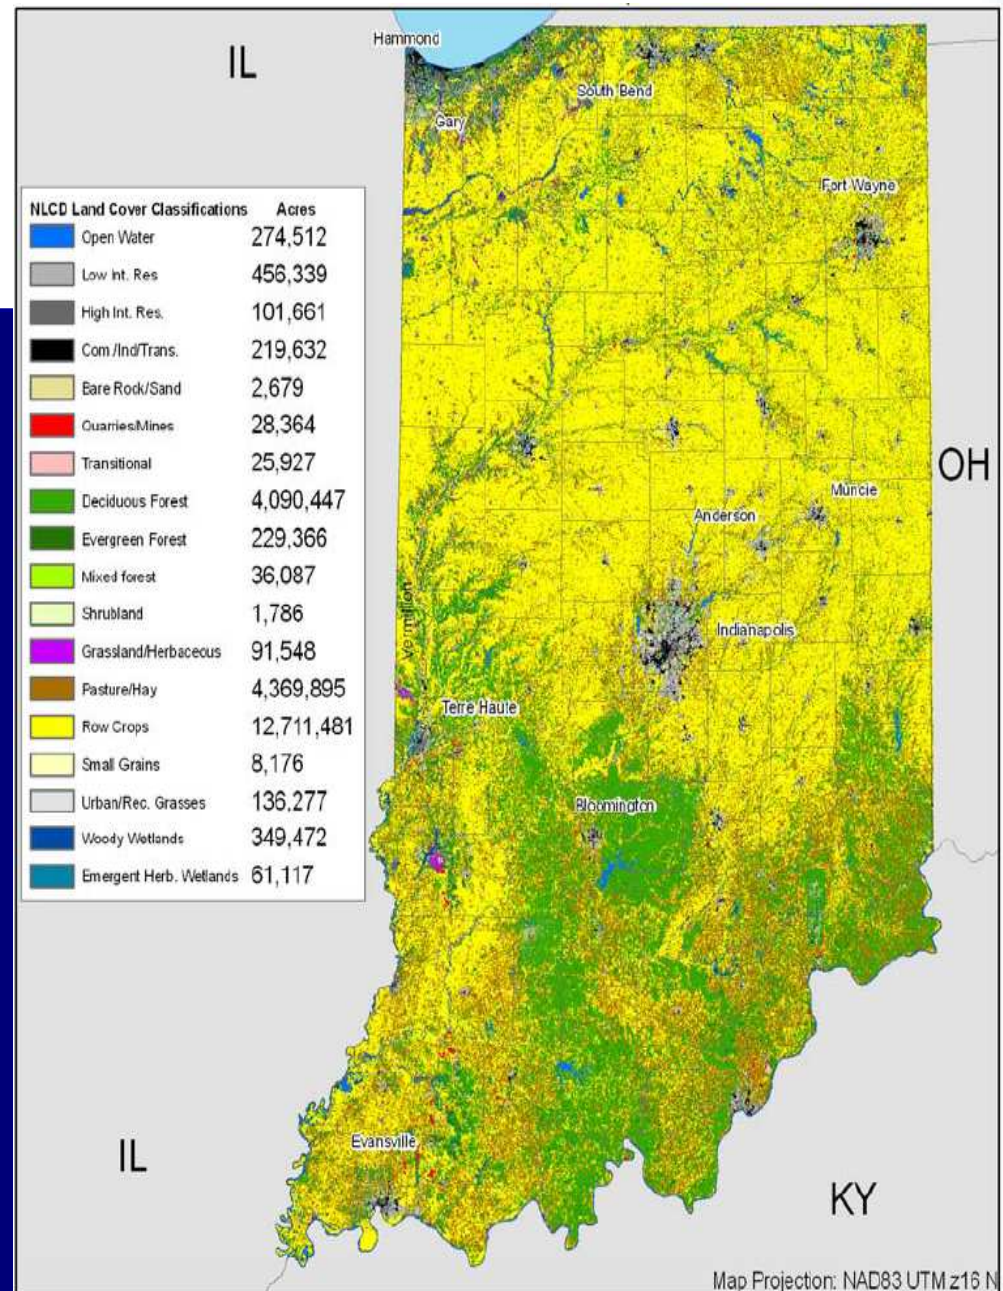 Hammond
IL
South Bend
Gary
Fort Wayne
NLCD Land Cover Classifications Acres
Open Water 274,512
Low Int. Res 456,339
High Int. Res. 101,661
Com./Ind/Trans. 219,632
Bare Rock/Sand 2,679
Quarries/Mines 28,364
Transitional 25,927
Deciduous Forest 4,090,447
Evergreen Forest 229,366
Mixed forest 36,087
Shrubland 1,786
Grassland/Herbaceous 91,548
Pasture/Hay 4,369,895
Row Crops 12,711,481
Small Grains 8,176
Urban/Rec. Grasses 136,277
Woody Wetlands 349,472
Emergent Herb. Wetlands 61,117
OH
Muncie
Anderson
Vermillion
Indianapolis
Terre Haute
Bloomington
Evansville
IL
KY
Map Projection: NAD83 UTM z16 N